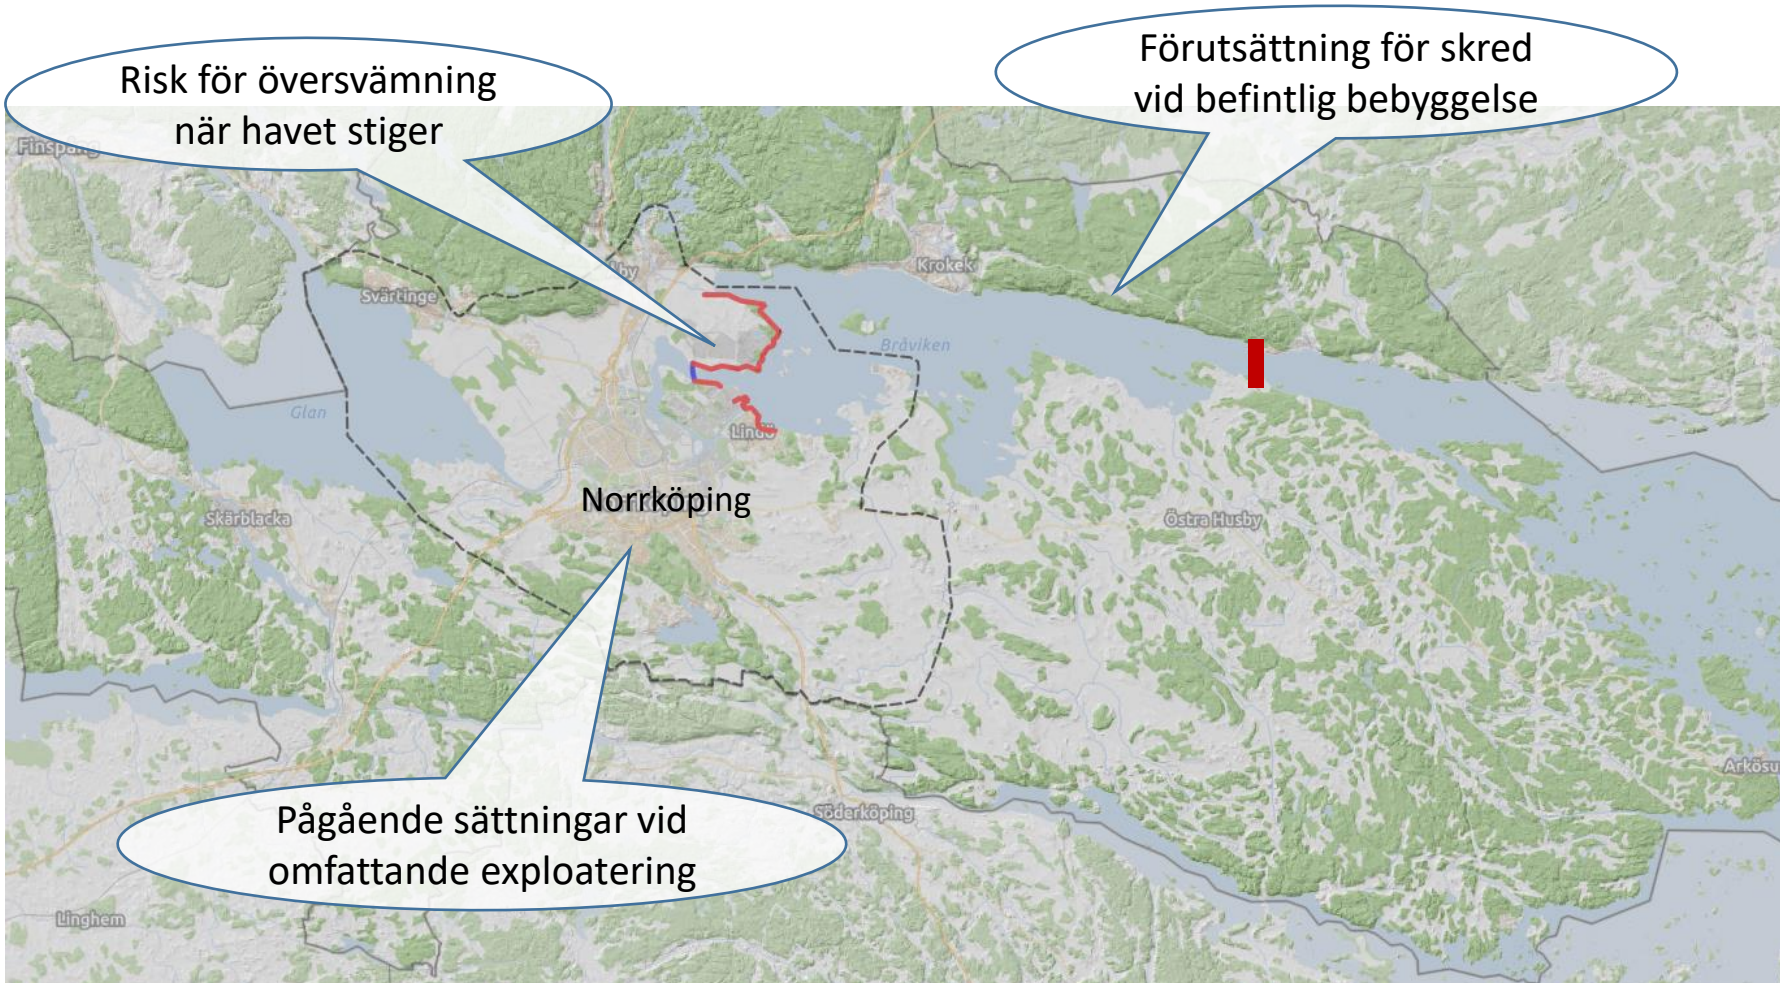 Risk för översvämning
när havet stiger
Förutsättning för skred
vid befintlig bebyggelse
Svärtinge
Krokek
Bråviken
Glan
Lindö
Norrköping
Skärblacka
Östra Husby
Pågående sättningar vid
omfattande exploatering
Söderköping
Linghem